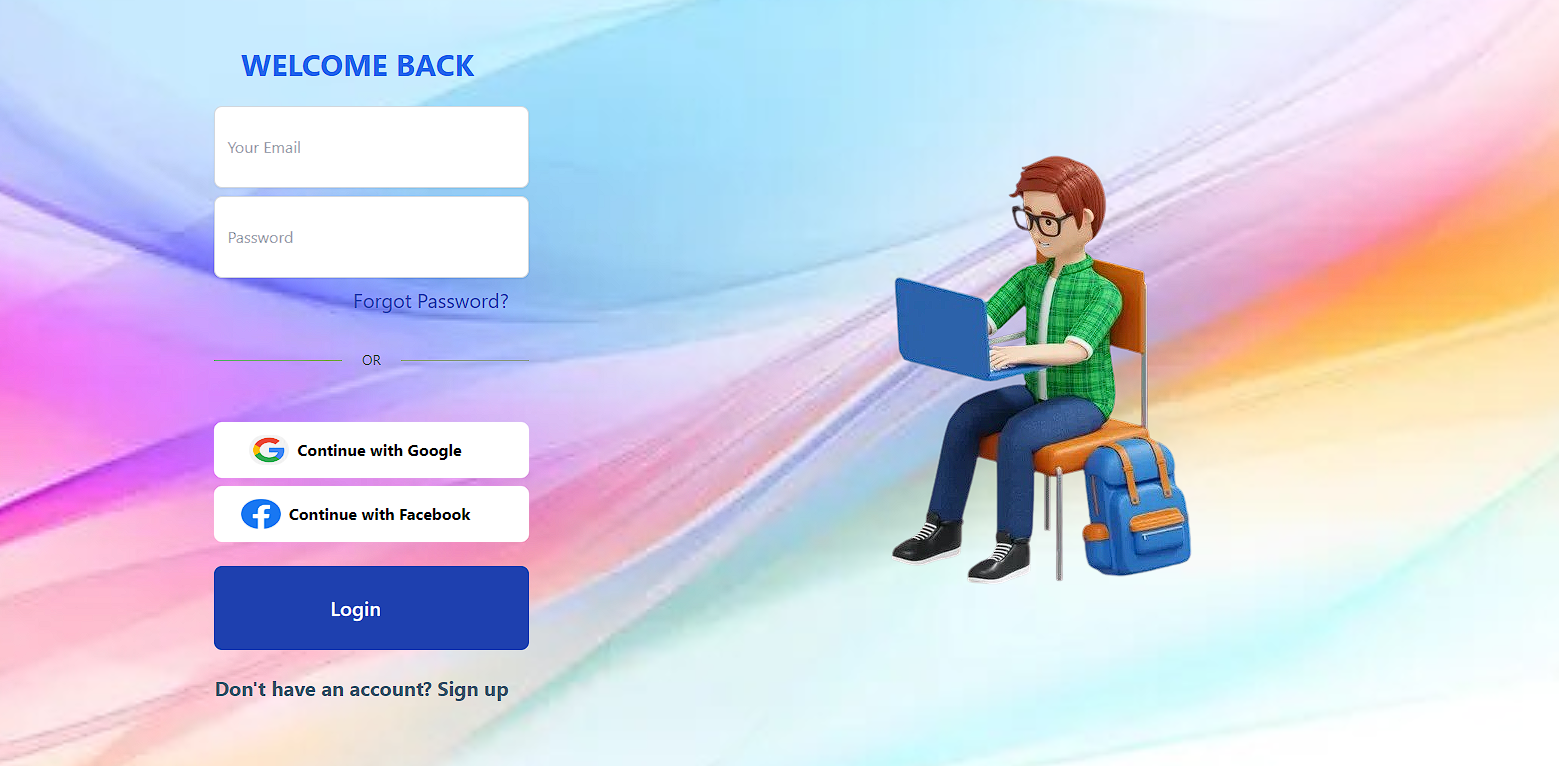 WELCOME BACK
Your Email
Password
Forgot Password?
OR
Continue with Google
Continue with Facebook
Login
Don't have an account? Sign up